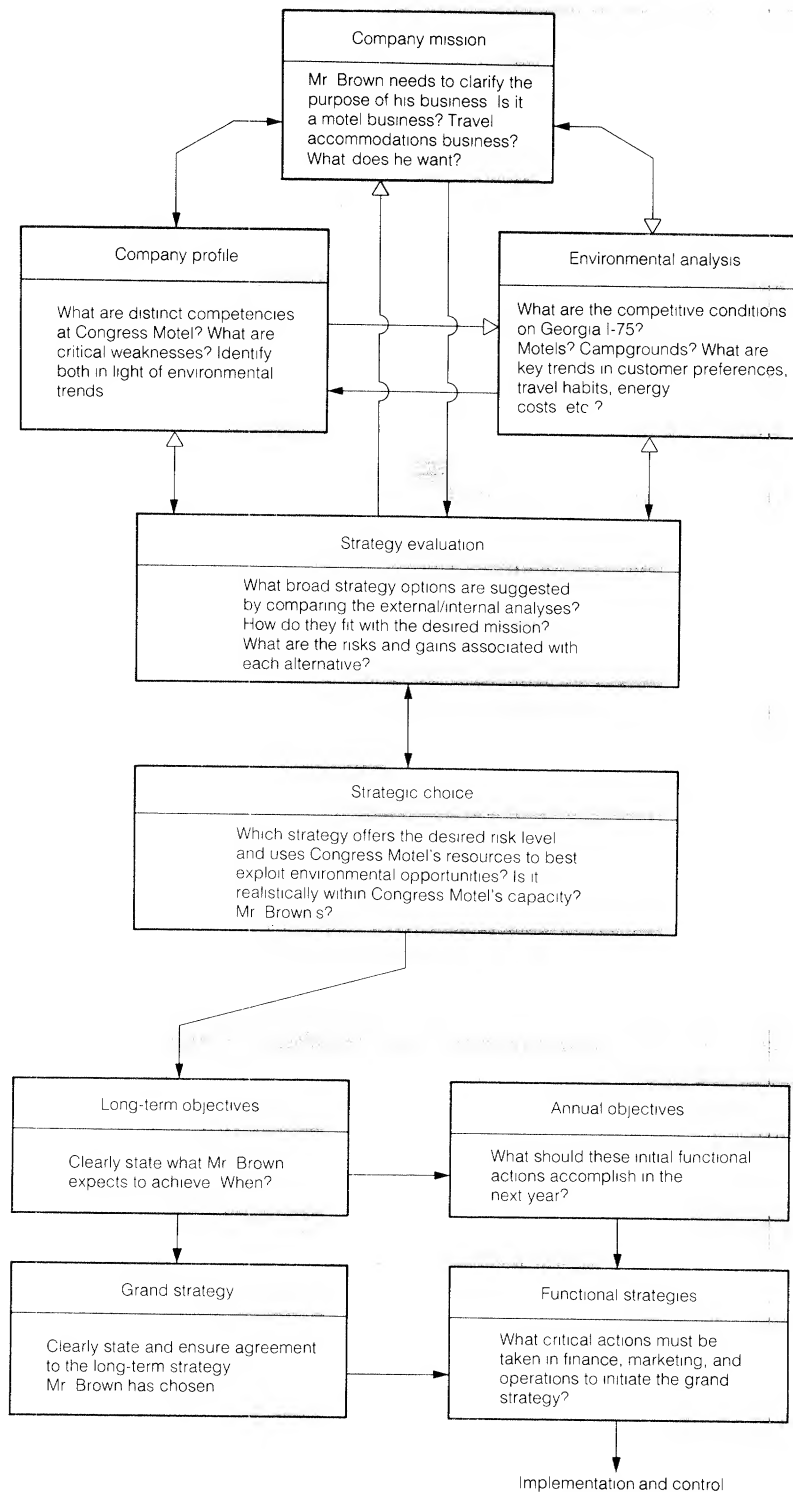 Company mission
Mr Brown needs to clarify the
purpose of his business Is it
a motel business? Travel
accommodations business?
What does he want?
Company profile
What are distinct competencies
at Congress Motel? What are
critical weaknesses? Identify
both in light of environmental
trends
Environmental analysis
What are the competitive conditions
on Georgia I-75?
Motels? Campgrounds? What are
key trends in customer preferences,
travel habits, energy
costs etc ?
Strategy evaluation
What broad strategy options are suggested
by comparing the external/internal analyses?
How do they fit with the desired mission?
What are the risks and gains associated with
each alternative?
Strategic choice
Which strategy offers the desired risk level
and uses Congress Motel's resources to best
exploit environmental opportunities? Is it
realistically within Congress Motel's capacity?
Mr Brown s?
Long-term objectives
Clearly state what Mr Brown
expects to achieve When?
Annual objectives
What should these initial functional
actions accomplish in the
next year?
Grand strategy
Clearly state and ensure agreement
to the long-term strategy
Mr Brown has chosen
Functional strategies
What critical actions must be
taken in finance, marketing, and
operations to initiate the grand
strategy?
Implementation and control